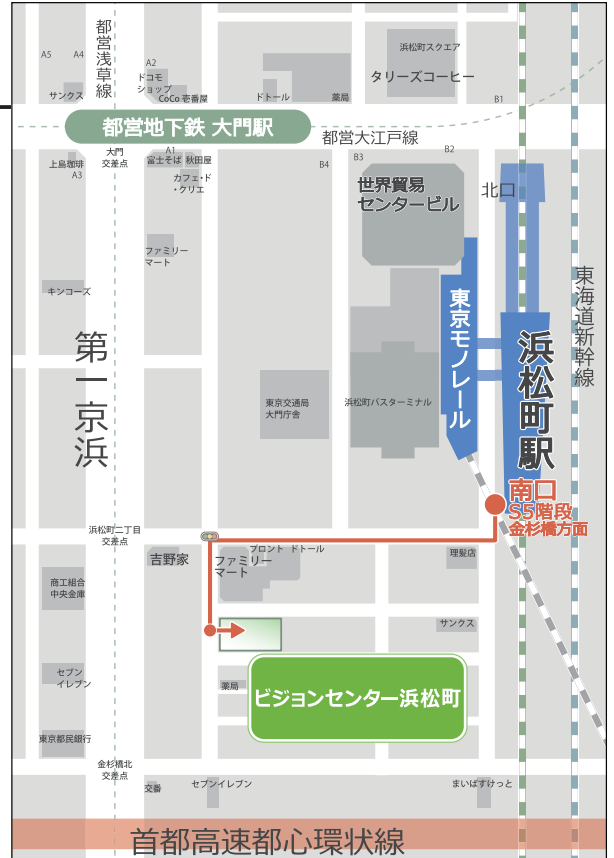 都営浅草線
A5
A4
A2
ドコモ
ショップ
サンクス
CoCo 壱番屋
ドトール
薬局
浜松町スクエア
タリーズコーヒー
B1
都営地下鉄 大門駅
都営大江戸線
大門
交差点
上島珈琲
A3
A1
富士そば
秋田屋
カフェ・ド
・クリエ
B4
B3
B2
世界貿易
センタービル
北口
ファミリー
マート
キンコーズ
東海道新幹線
東京モノレール
浜松町駅
第一京浜
東京交通局
大門庁舎
浜松町バスターミナル
南口
S5階段
金杉橋方面
浜松町二丁目
交差点
吉野家
ファミリー
マート
プロント
ドトール
理髪店
商工組合
中央金庫
サンクス
セブン
イレブン
薬局
ビジョンセンター浜松町
東京都民銀行
金杉橋北
交差点
交番
セブンイレブン
まいばすけっと
首都高速都心環状線